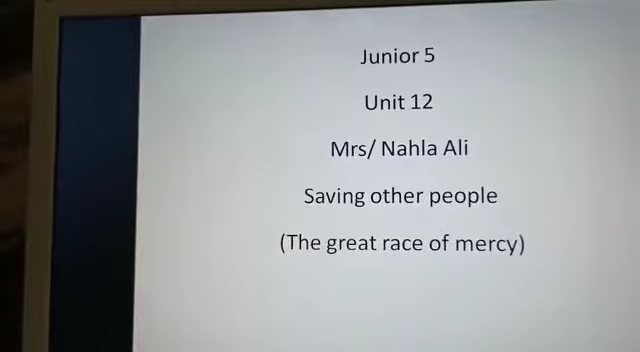 Junior 5
Unit 12
Mrs/ Nahla Ali
Saving other people
(The great race of mercy)